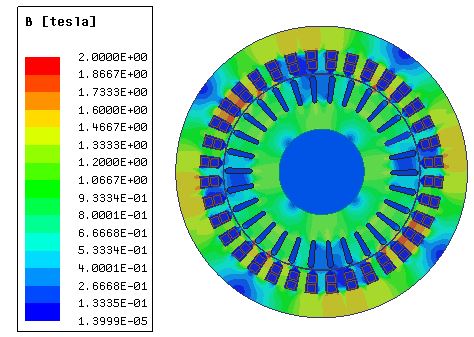 B [tesla]
2.0000E+00
1.8667E+00
1.7333E+00
1.6000E+00
1.4667E+00
1.3333E+00
1.2000E+00
1.0667E+00
9.3334E-01
8.0001E-01
6.6668E-01
5.3334E-01
4.0001E-01
2.6668E-01
1.3335E-01
1.3999E-05